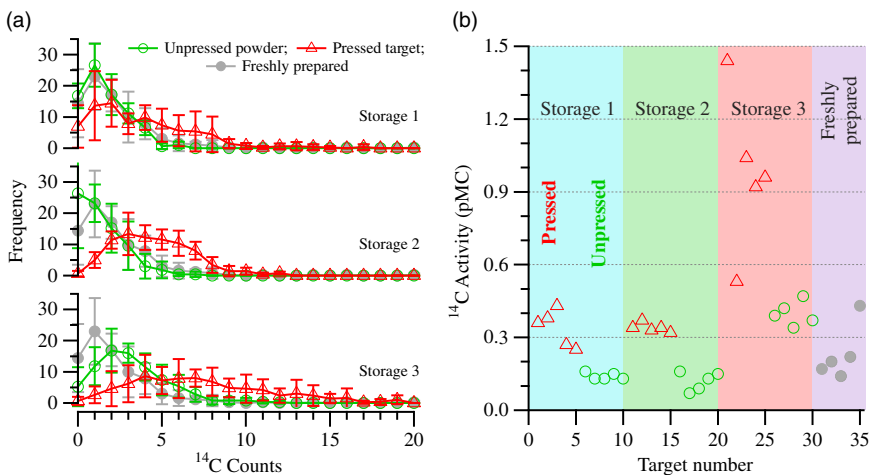 (a)
Unpressed powder; Pressed target;
Freshly prepared
30
20
10
0
Storage 1
30
20
10
0
Storage 2
30
20
10
0
Storage 3
Frequency
0 5 10 15 20
¹⁴C Counts
(b)
1.5
1.2
0.9
0.6
0.3
0.0
¹⁴C Activity (pMC)
Storage 1 Storage 2 Storage 3 Freshly
prepared
Pressed
Unpressed
0 5 10 15 20 25 30 35
Target number